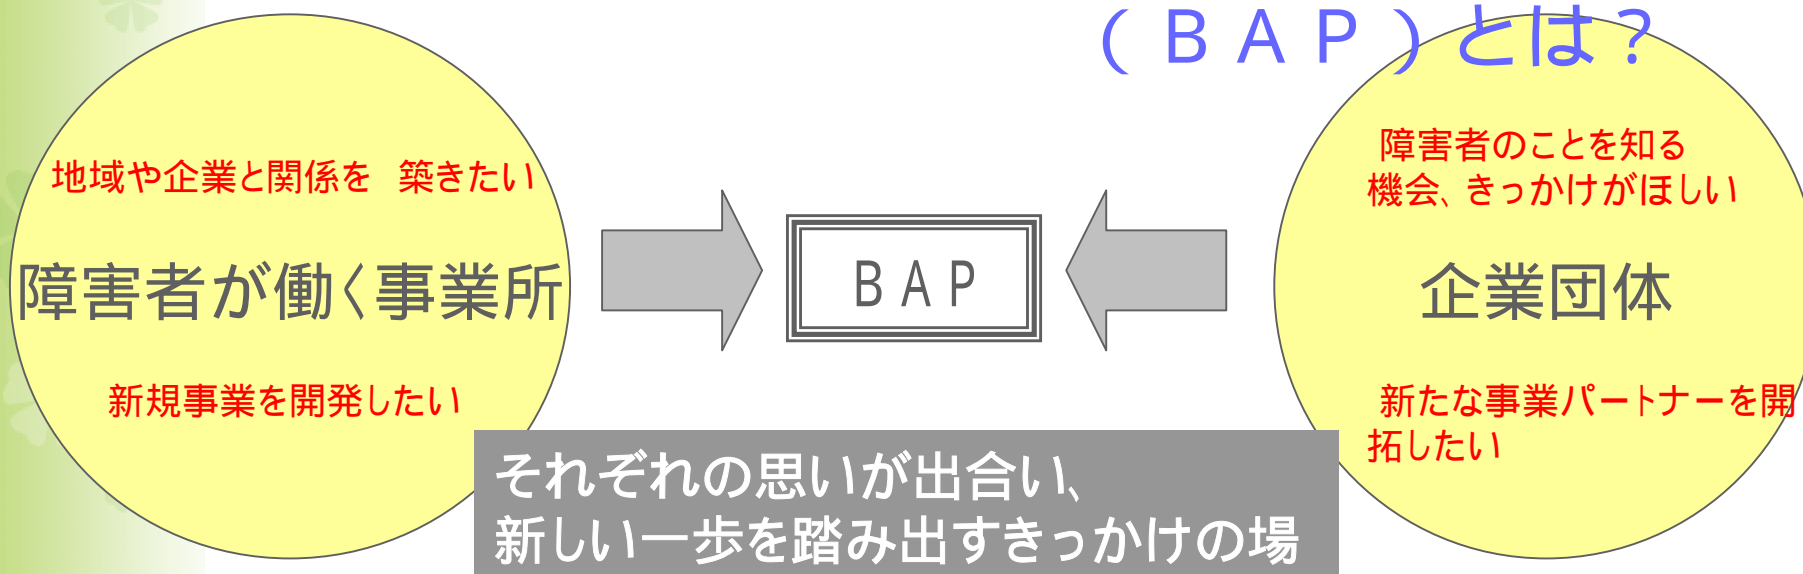 （ＢＡＰ）とは？
地域や企業と関係を　築きたい
障害者が働く事業所
新規事業を開発したい
ＢＡＰ
障害者のことを知る
機会、きっかけがほしい
企業団体
新たな事業パートナーを開
拓したい
それぞれの思いが出合い、
新しい一歩を踏み出すきっかけの場